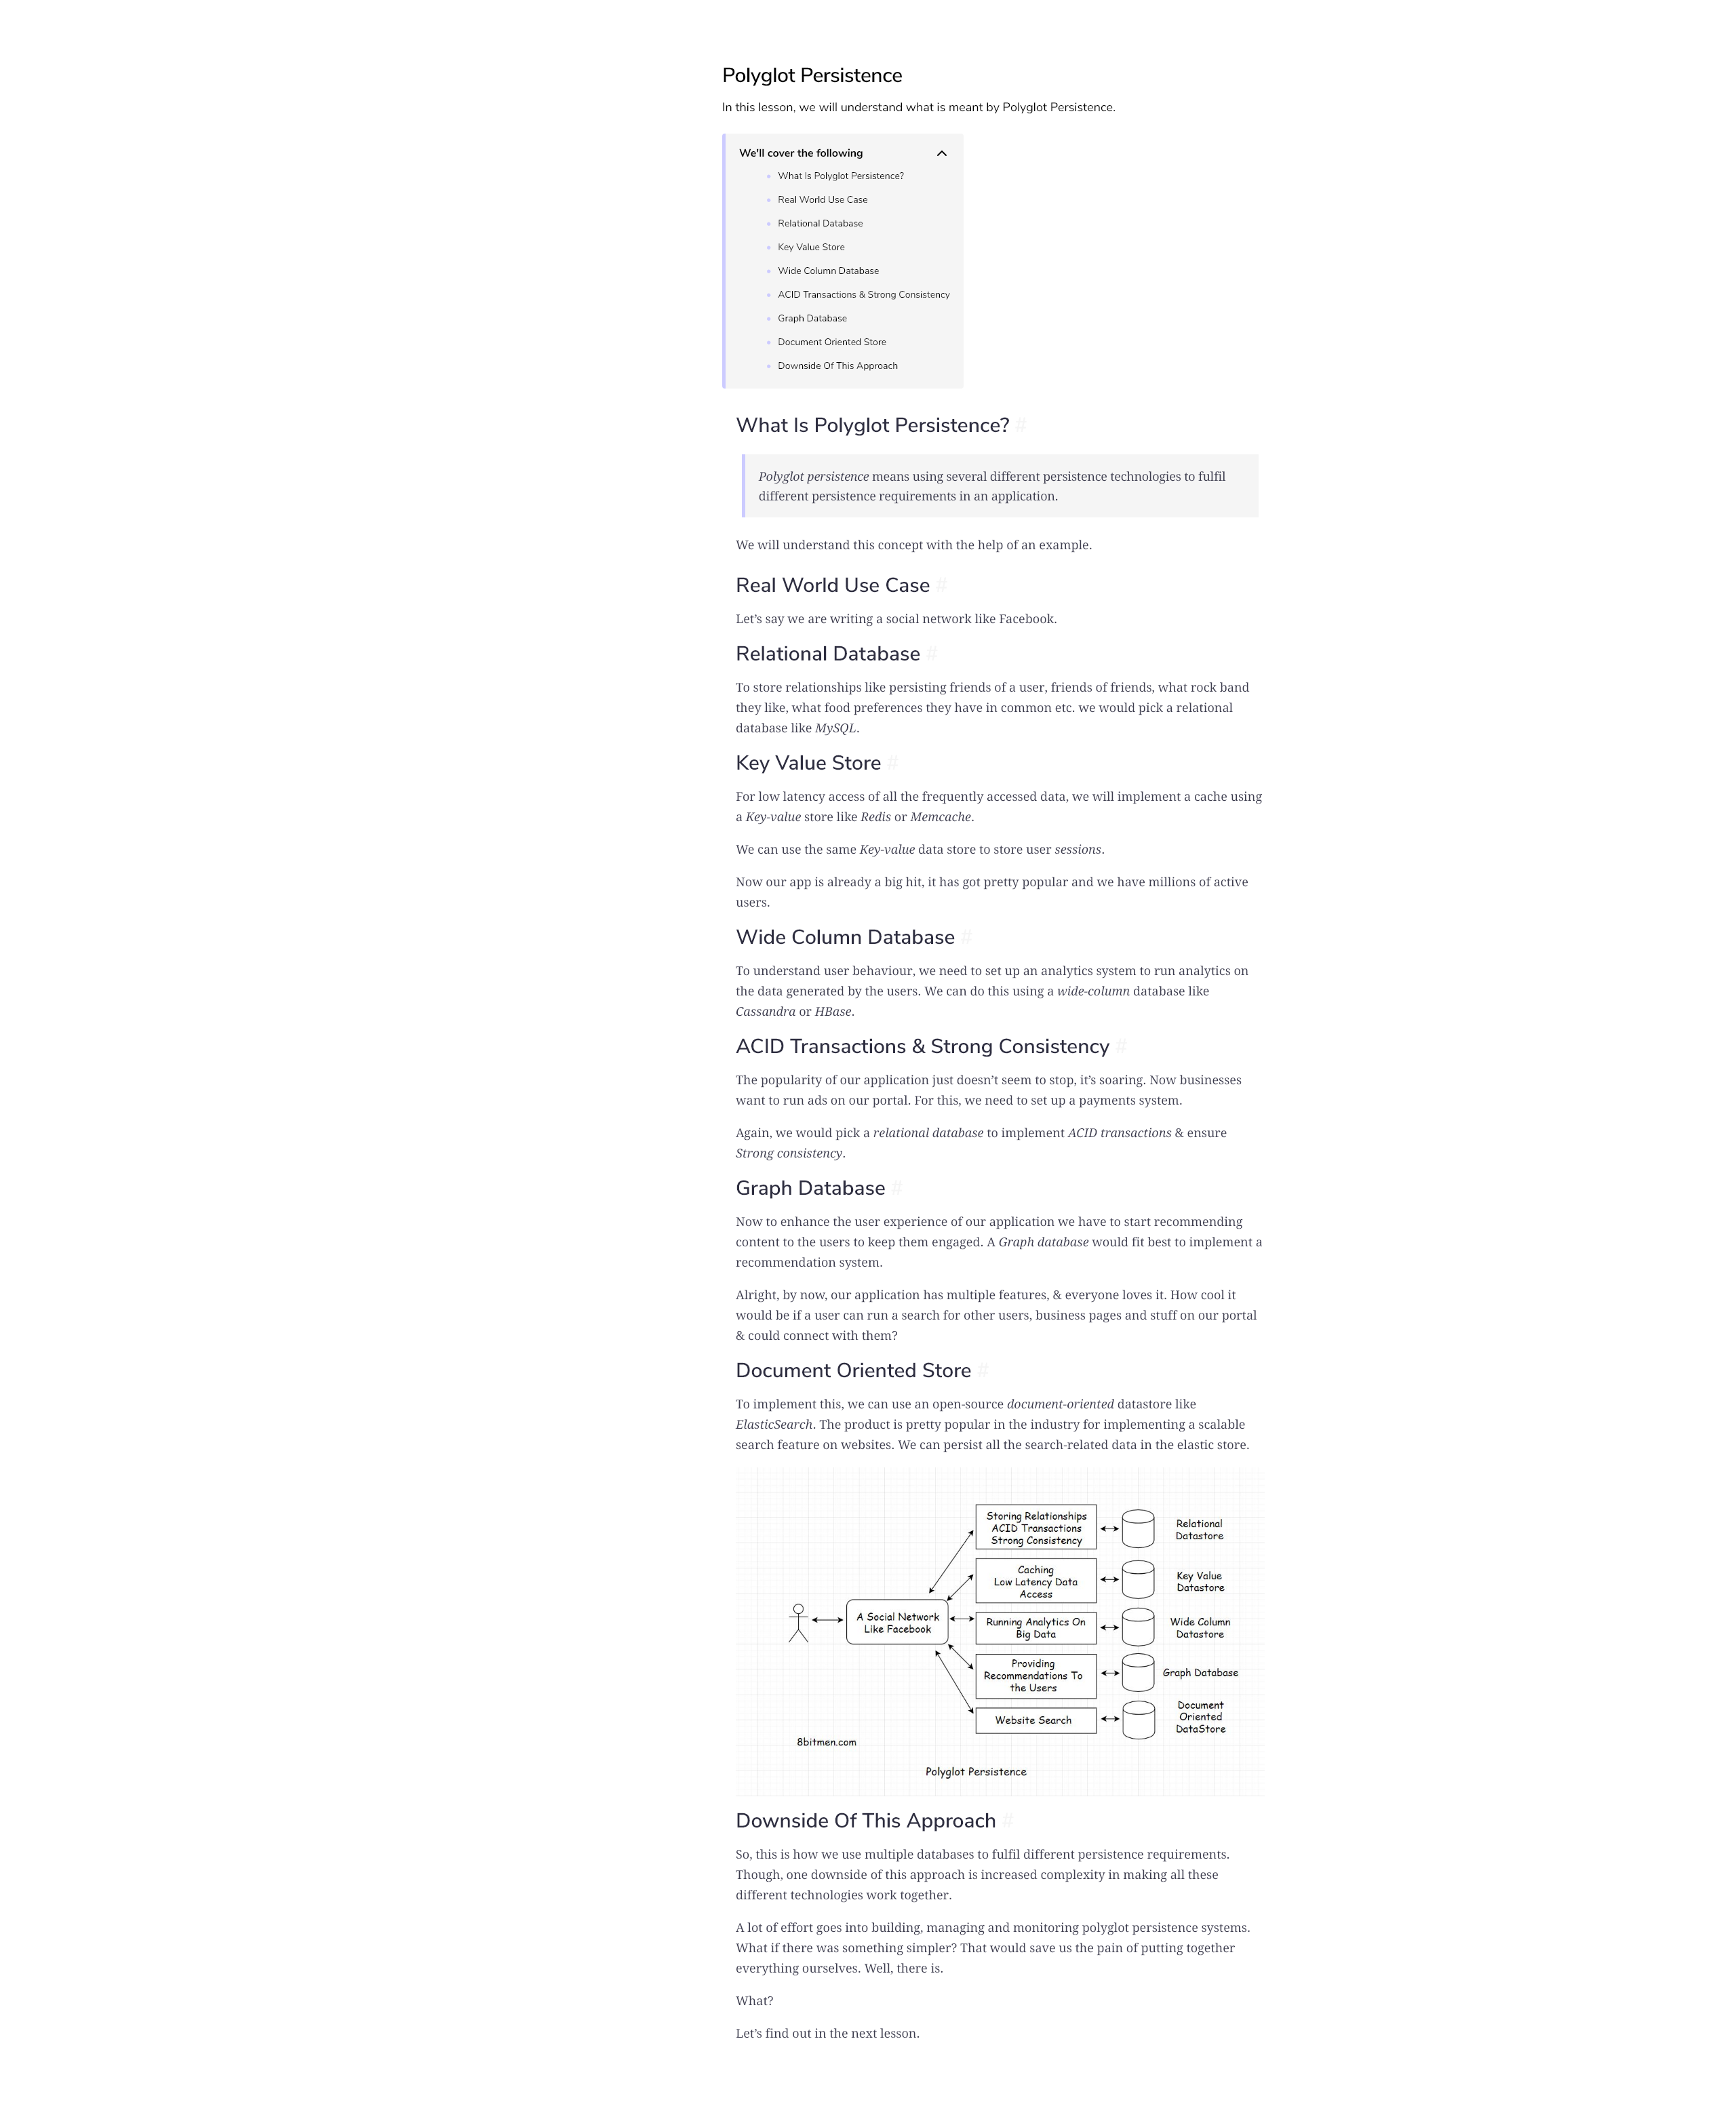 Polyglot Persistence
In this lesson, we will understand what is meant by Polyglot Persistence.
We'll cover the following
What Is Polyglot Persistence?
Real World Use Case
Relational Database
Key Value Store
Wide Column Database
ACID Transactions & Strong Consistency
Graph Database
Document Oriented Store
Downside Of This Approach
What Is Polyglot Persistence? #
Polyglot persistence means using several different persistence technologies to fulfil
different persistence requirements in an application.
We will understand this concept with the help of an example.
Real World Use Case #
Let’s say we are writing a social network like Facebook.
Relational Database #
To store relationships like persisting friends of a user, friends of friends, what rock band
they like, what food preferences they have in common etc. we would pick a relational
database like MySQL.
Key Value Store #
For low latency access of all the frequently accessed data, we will implement a cache using
a Key-value store like Redis or Memcache.
We can use the same Key-value data store to store user sessions.
Now our app is already a big hit, it has got pretty popular and we have millions of active
users.
Wide Column Database #
To understand user behaviour, we need to set up an analytics system to run analytics on
the data generated by the users. We can do this using a wide-column database like
Cassandra or HBase.
ACID Transactions & Strong Consistency #
The popularity of our application just doesn’t seem to stop, it’s soaring. Now businesses
want to run ads on our portal. For this, we need to set up a payments system.
Again, we would pick a relational database to implement ACID transactions & ensure
Strong consistency.
Graph Database #
Now to enhance the user experience of our application we have to start recommending
content to the users to keep them engaged. A Graph database would fit best to implement a
recommendation system.
Alright, by now, our application has multiple features, & everyone loves it. How cool it
would be if a user can run a search for other users, business pages and stuff on our portal
& could connect with them?
Document Oriented Store #
To implement this, we can use an open-source document-oriented datastore like
ElasticSearch. The product is pretty popular in the industry for implementing a scalable
search feature on websites. We can persist all the search-related data in the elastic store.
Storing Relationships
ACID Transactions
Strong Consistency
Relational
Datastore
Caching
Low Latency Data
Access
Key Value
Datastore
A Social Network
Like Facebook
Running Analytics On
Big Data
Wide Column
Datastore
Providing
Recommendations To
the Users
Graph Database
Website Search
Document
Oriented
DataStore
8bitmen.com
Polyglot Persistence
Downside Of This Approach #
So, this is how we use multiple databases to fulfil different persistence requirements.
Though, one downside of this approach is increased complexity in making all these
different technologies work together.
A lot of effort goes into building, managing and monitoring polyglot persistence systems.
What if there was something simpler? That would save us the pain of putting together
everything ourselves. Well, there is.
What?
Let’s find out in the next lesson.